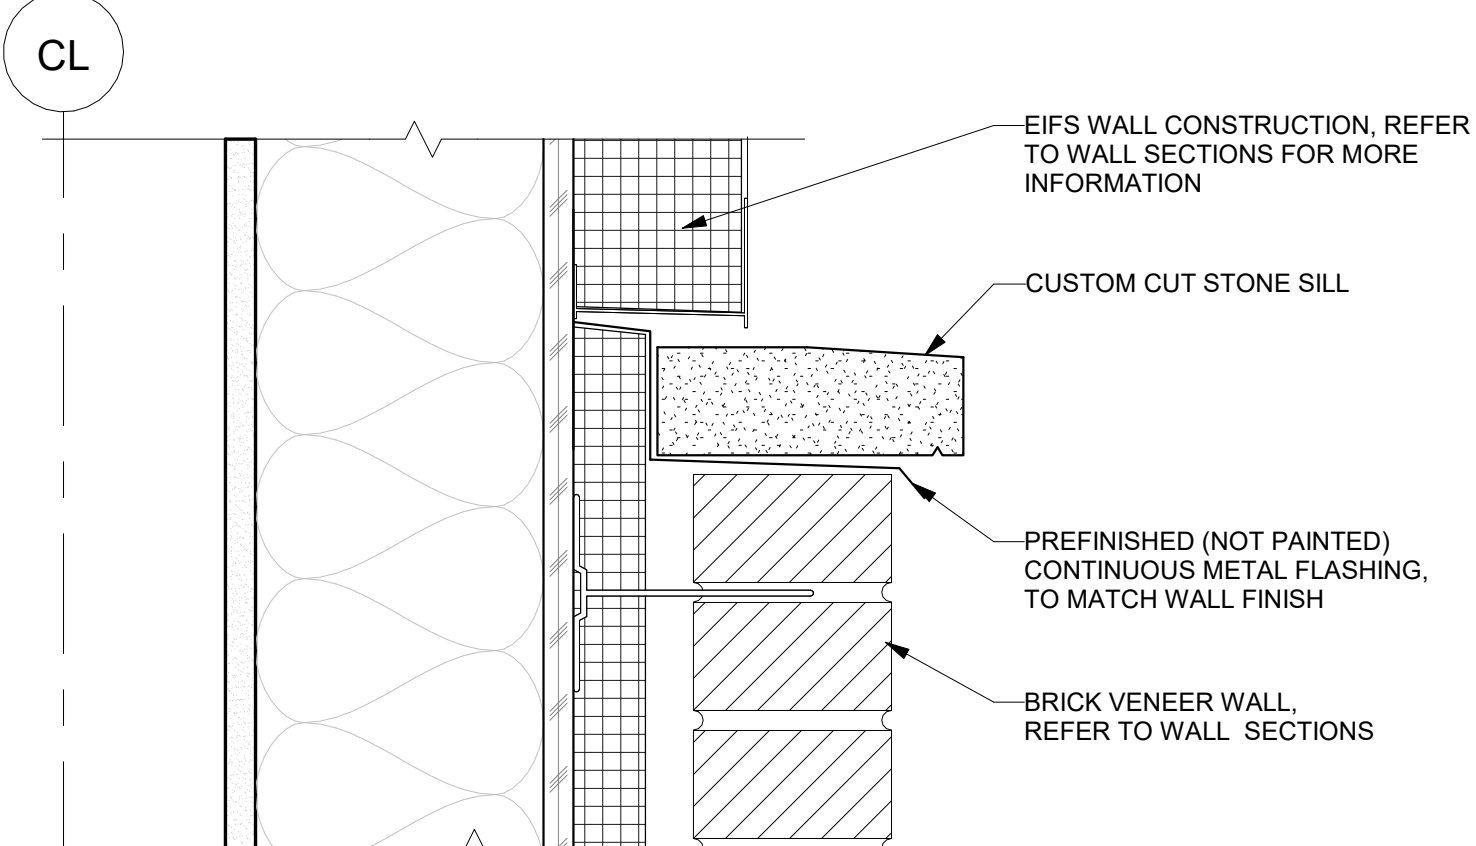 CL
EIFS WALL CONSTRUCTION, REFER
TO WALL SECTIONS FOR MORE
INFORMATION
CUSTOM CUT STONE SILL
PREFINISHED (NOT PAINTED)
CONTINUOUS METAL FLASHING,
TO MATCH WALL FINISH
BRICK VENEER WALL,
REFER TO WALL  SECTIONS